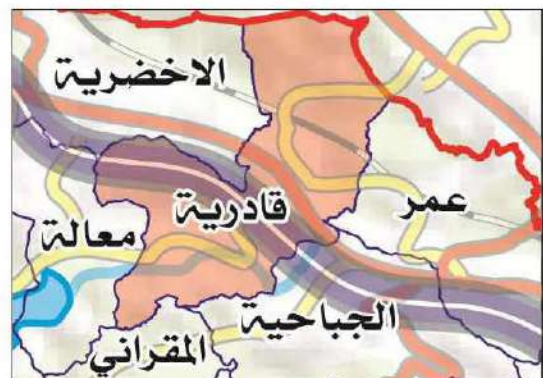 الاخضرية
قادرية
عمر
معالة
الجباحية
المقراني